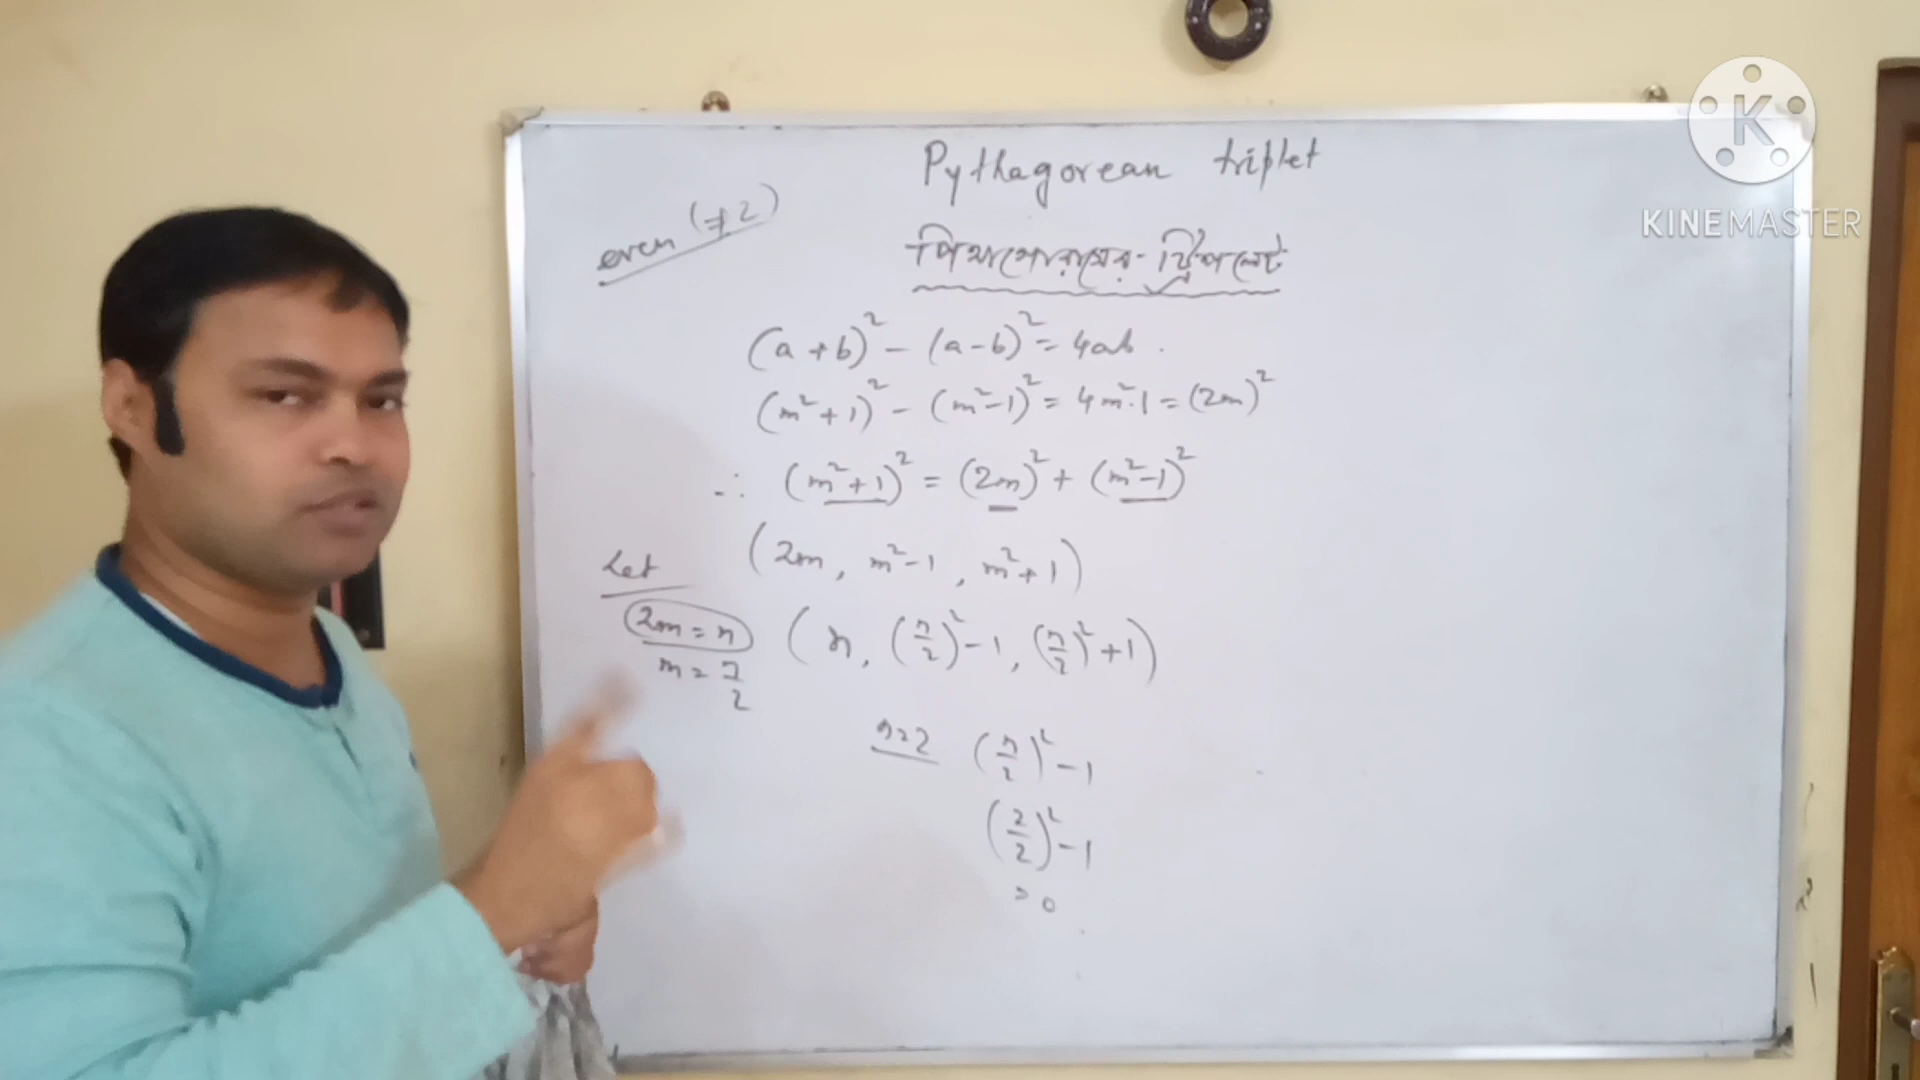 Pythagorean triplet
even (≠2)
পিথাগোরাসের ট্রিপলেট
(a+b)² - (a-b)² = 4ab.
(m²+1)² - (m²-1)² = 4m²·1 = (2m)²
∴ (m²+1)² = (2m)² + (m²-1)²
(2m, m²-1, m²+1)
Let
2m = n
(n, (n/2)²-1, (n/2)²+1)
m = n/2
n=2 (n/2)² - 1
(2/2)² - 1
= 0
K
KINEMASTER